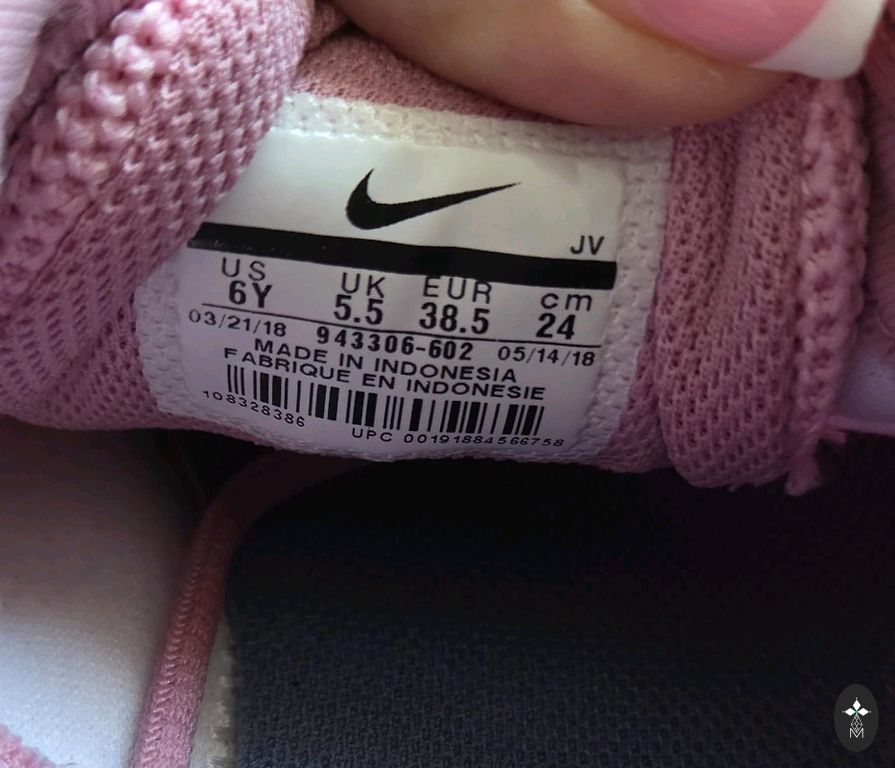 JV
US UK EUR cm
6Y 5.5 38.5 24
03/21/18 943306-602 05/14/18
MADE IN INDONESIA
FABRIQUE EN INDONESIE
108328386 UPC 00191884566758
M